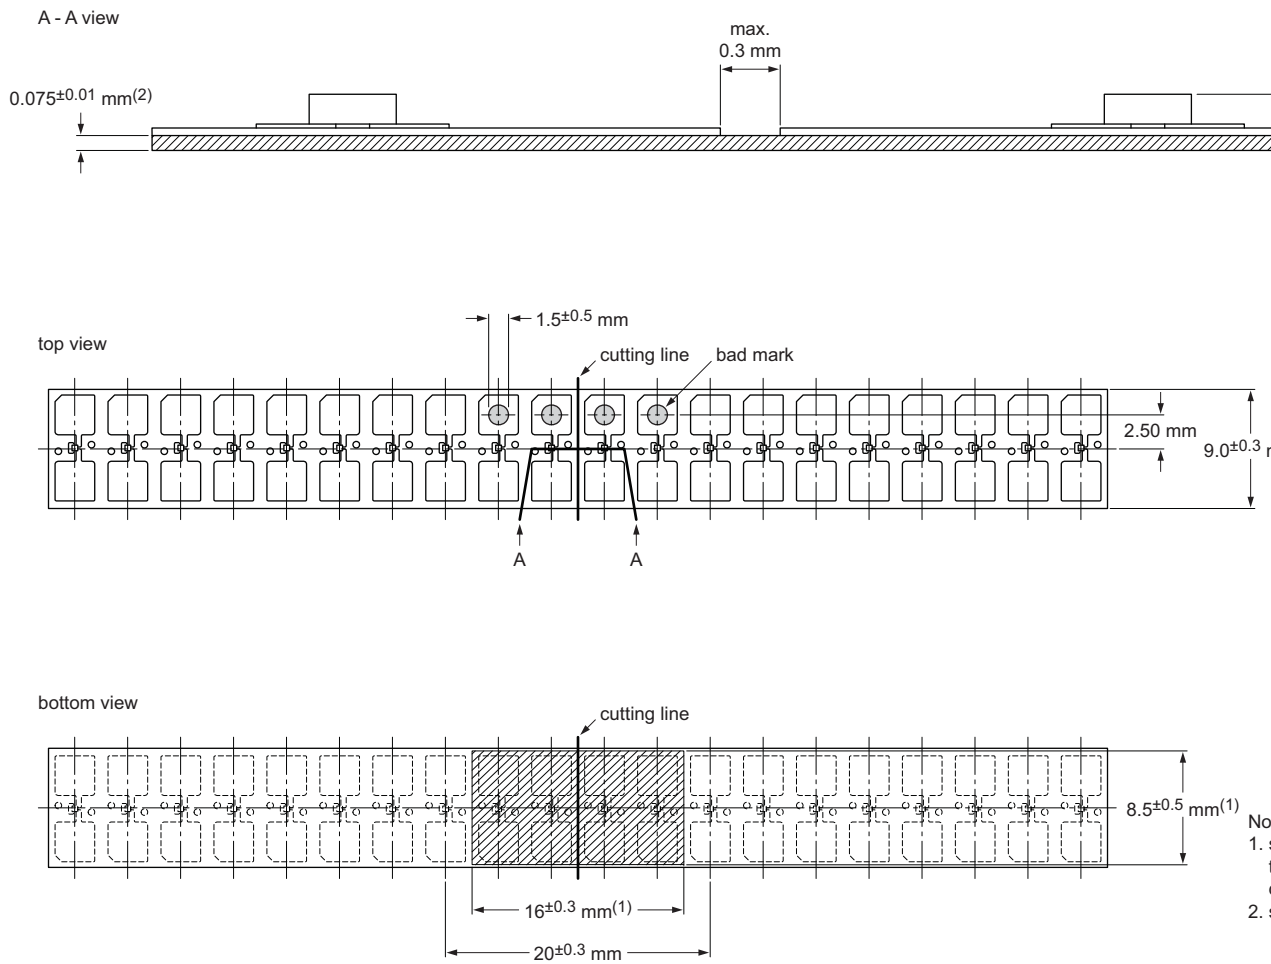 A - A view
max.
0.3 mm
0.075±0.01 mm(2)
1.5±0.5 mm
top view
cutting line
bad mark
2.50 mm
9.0±0.3
A
A
bottom view
cutting line
8.5±0.5 mm(1)
1.
2.
16±0.3 mm(1)
20±0.3 mm